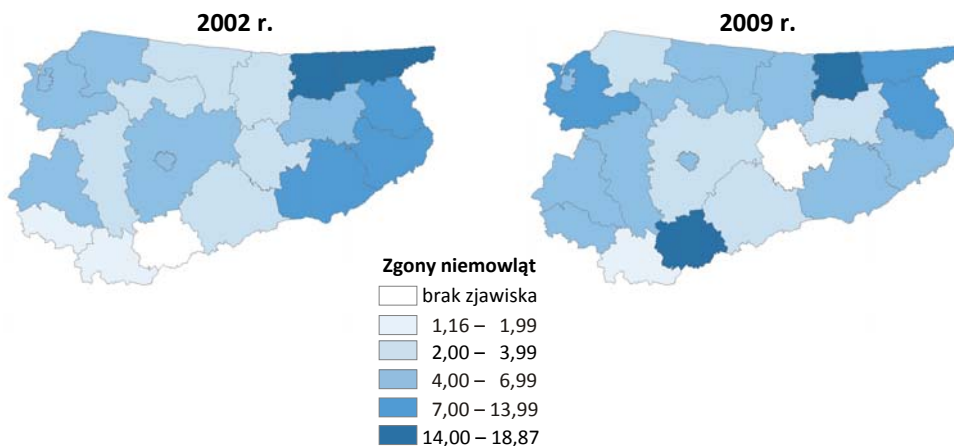 2002 r.
2009 r.
Zgony niemowląt
brak zjawiska
1,16 – 1,99
2,00 – 3,99
4,00 – 6,99
7,00 – 13,99
14,00 – 18,87